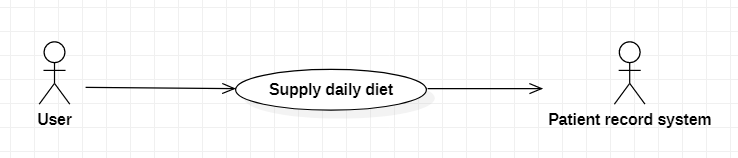 Supply daily diet
User
Patient record system